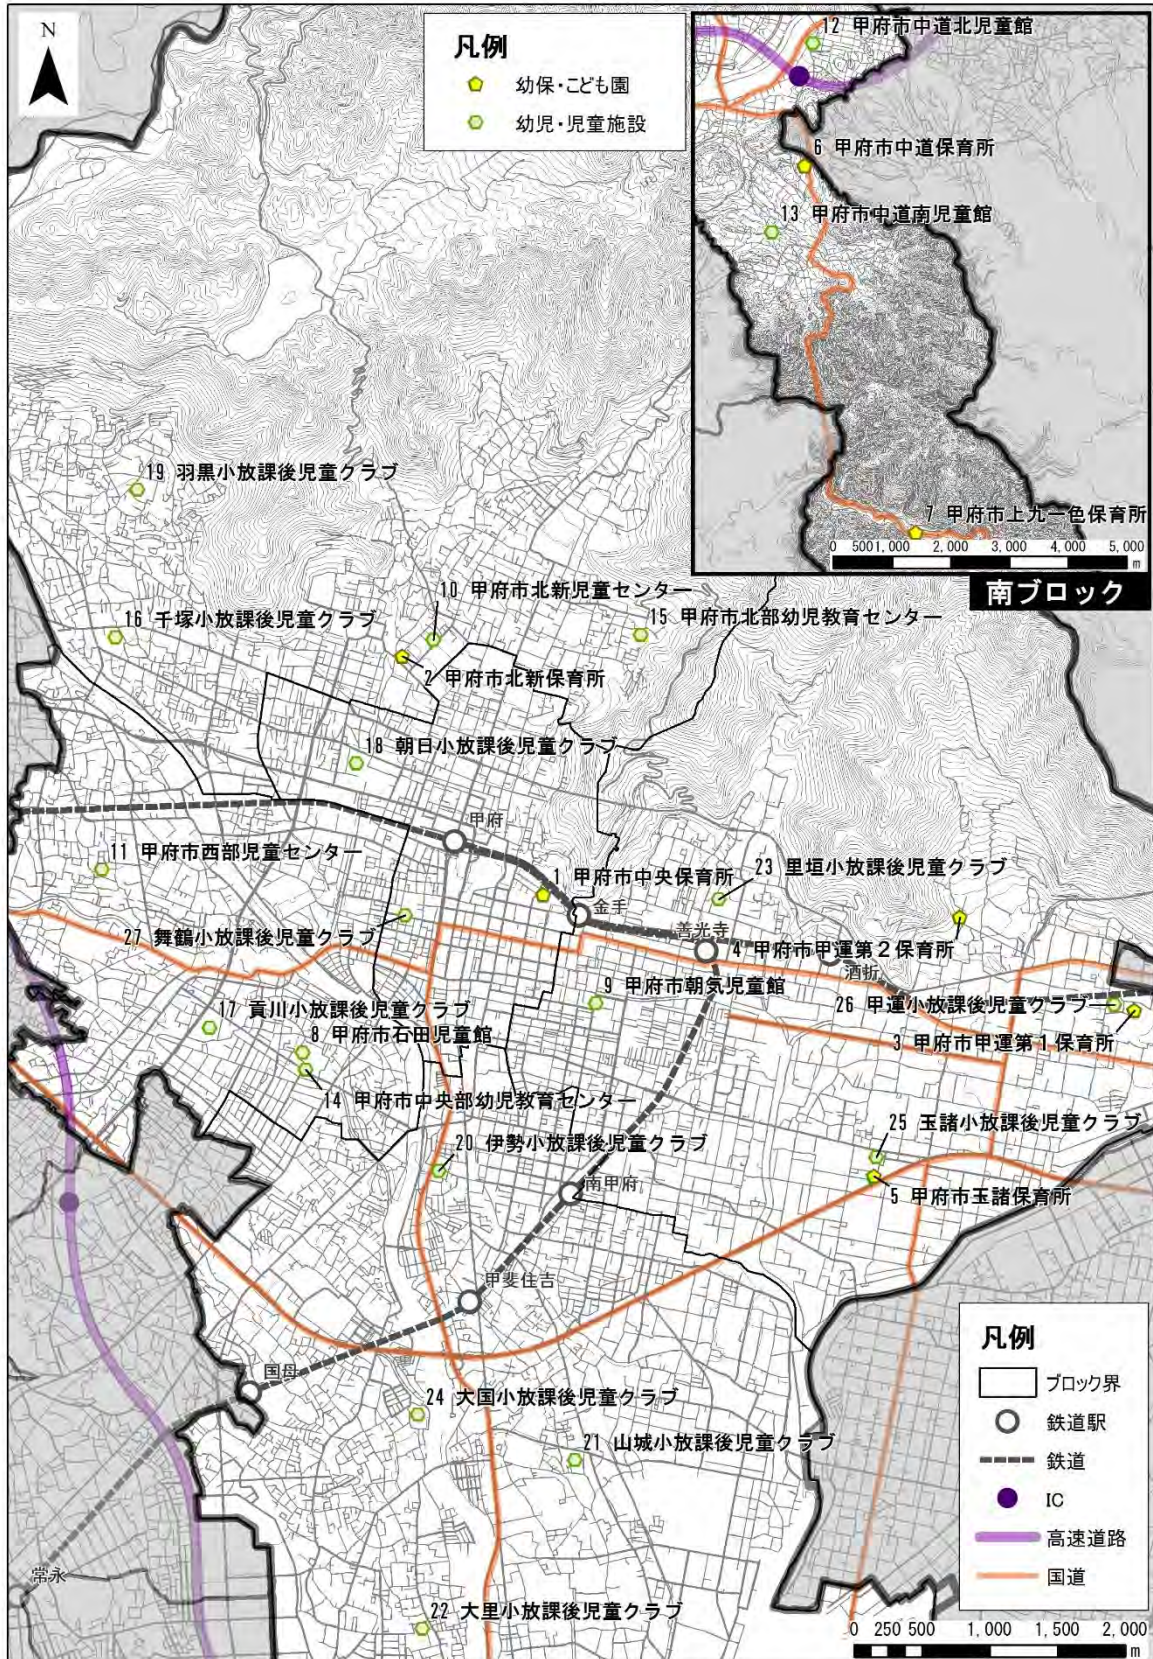 N
凡例
幼保・こども園
幼児・児童施設
12 甲府市中道北児童館
6 甲府市中道保育所
13 甲府市中道南児童館
7 甲府市上九一色保育所
0 500 1,000 2,000 3,000 4,000 5,000
m
南ブロック
19 羽黒小放課後児童クラブ
10 甲府市北新児童センター
16 千塚小放課後児童クラブ
15 甲府市北部幼児教育センター
2 甲府市北新保育所
18 朝日小放課後児童クラブ
甲府
11 甲府市西部児童センター
1 甲府市中央保育所
23 里垣小放課後児童クラブ
金手
27 舞鶴小放課後児童クラブ
善光寺
4 甲府市甲運第2保育所
酒折
9 甲府市朝気児童館
26 甲運小放課後児童クラブ
17 貢川小放課後児童クラブ
8 甲府市石田児童館
3 甲府市甲運第1保育所
14 甲府市中央部幼児教育センター
25 玉諸小放課後児童クラブ
20 伊勢小放課後児童クラブ
南甲府
5 甲府市玉諸保育所
甲斐住吉
国母
24 大国小放課後児童クラブ
21 山城小放課後児童クラブ
常永
22 大里小放課後児童クラブ
凡例
ブロック界
鉄道駅
鉄道
IC
高速道路
国道
0 250 500 1,000 1,500 2,000
m